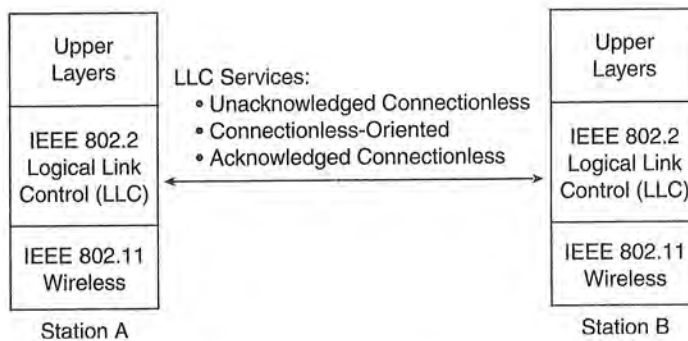 Upper
Layers
IEEE 802.2
Logical Link
Control (LLC)
IEEE 802.11
Wireless
Station A
LLC Services:
• Unacknowledged Connectionless
• Connectionless-Oriented
• Acknowledged Connectionless
Upper
Layers
IEEE 802.2
Logical Link
Control (LLC)
IEEE 802.11
Wireless
Station B